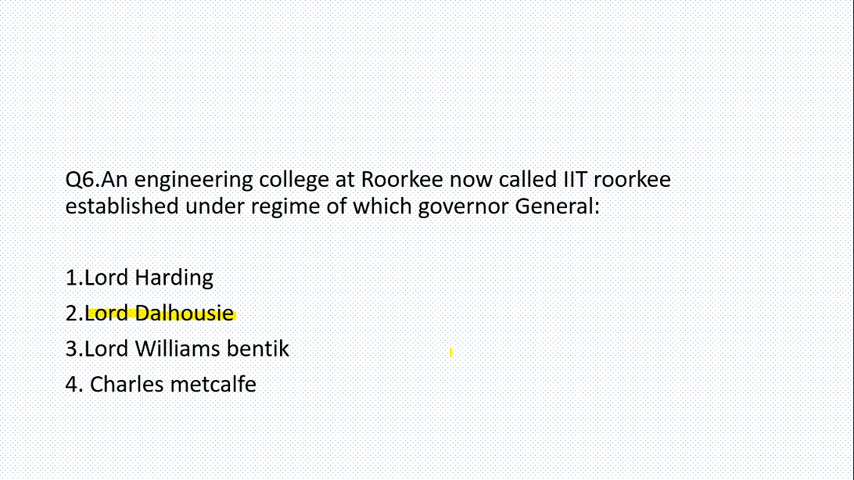 Q6.An engineering college at Roorkee now called IIT roorkee
established under regime of which governor General:
1.Lord Harding
2.Lord Dalhousie
3.Lord Williams bentik
4. Charles metcalfe